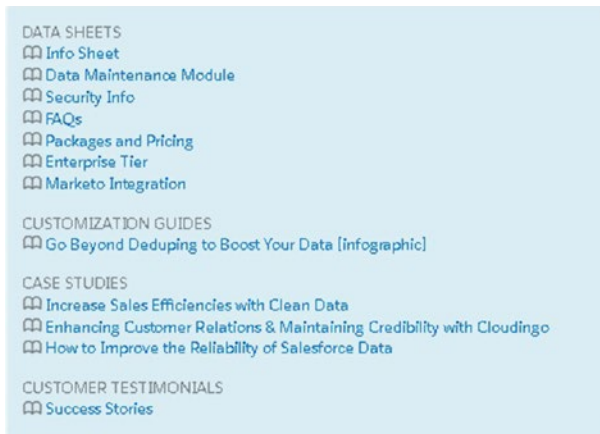 DATA SHEETS
Info Sheet
Data Maintenance Module
Security Info
FAQs
Packages and Pricing
Enterprise Tier
Marketo Integration
CUSTOMIZATION GUIDES
Go Beyond Deduping to Boost Your Data [infographic]
CASE STUDIES
Increase Sales Efficiencies with Clean Data
Enhancing Customer Relations & Maintaining Credibility with Cloudingo
How to Improve the Reliability of Salesforce Data
CUSTOMER TESTIMONIALS
Success Stories